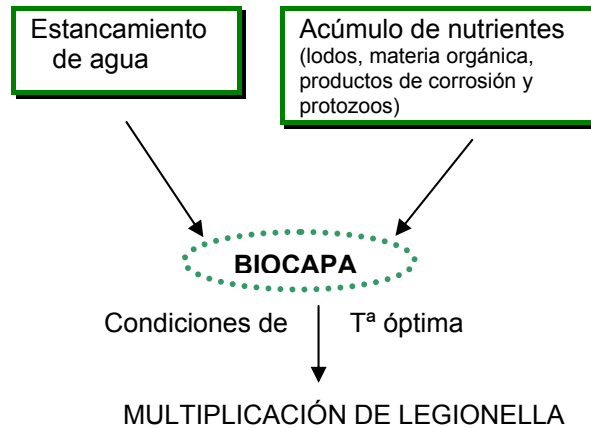 Estancamiento
de agua
Acúmulo de nutrientes
(lodos, materia orgánica,
productos de corrosión y
protozoos)
BIOCAPA
Condiciones de Tª óptima
MULTIPLICACIÓN DE LEGIONELLA